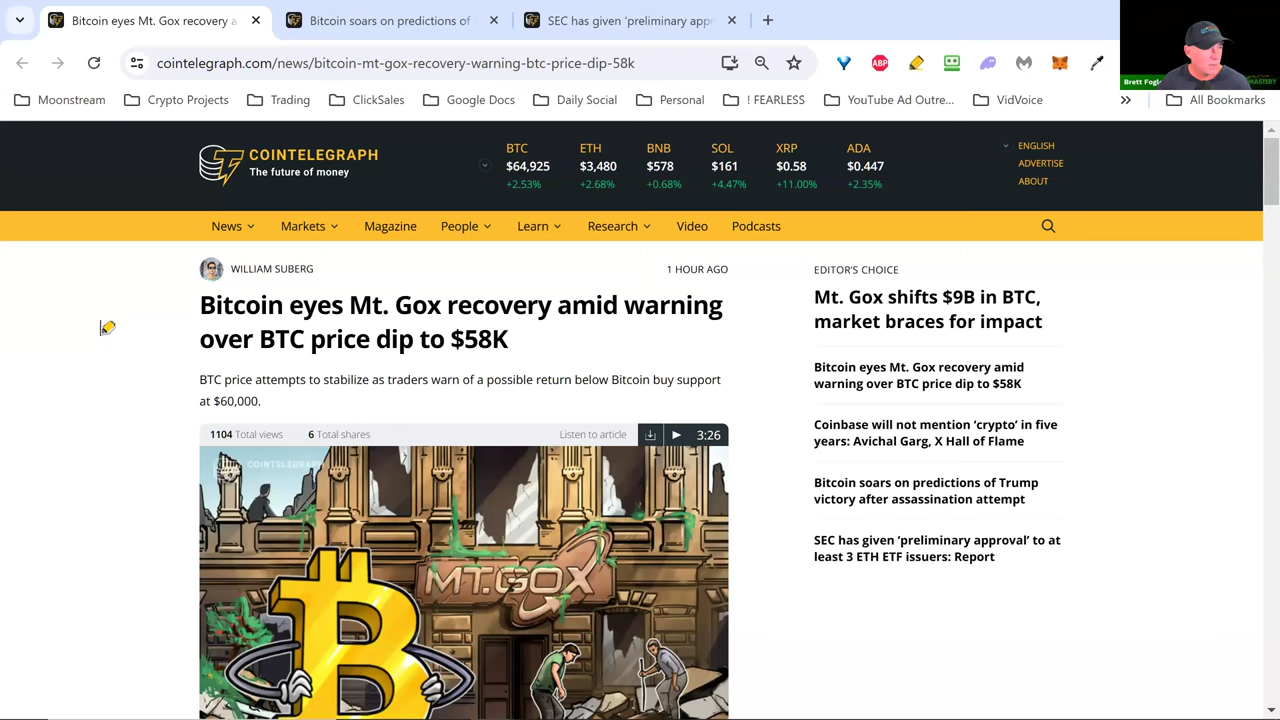 Bitcoin eyes Mt. Gox recovery a
Bitcoin soars on predictions of
SEC has given 'preliminary appr
cointelegraph.com/news/bitcoin-mt-gox-recovery-warning-btc-price-dip-58k
ABP
Brett Fogle
MASTERY
Moonstream
Crypto Projects
Trading
ClickSales
Google Docs
Daily Social
Personal
! FEARLESS
YouTube Ad Outre...
VidVoice
All Bookmarks
COINTELEGRAPH
The future of money
BTC ETH BNB SOL XRP ADA
$64,925 $3,480 $578 $161 $0.58 $0.447
+2.53% +2.68% +0.68% +4.47% +11.00% +2.35%
ENGLISH
ADVERTISE
ABOUT
News Markets Magazine People Learn Research Video Podcasts
WILLIAM SUBERG
1 HOUR AGO
Bitcoin eyes Mt. Gox recovery amid warning
over BTC price dip to $58K
BTC price attempts to stabilize as traders warn of a possible return below Bitcoin buy support
at $60,000.
1104 Total views 6 Total shares
Listen to article 3:26
COINTELEGRAPH
MT.GOX
EDITOR'S CHOICE
Mt. Gox shifts $9B in BTC,
market braces for impact
Bitcoin eyes Mt. Gox recovery amid
warning over BTC price dip to $58K
Coinbase will not mention 'crypto' in five
years: Avichal Garg, X Hall of Flame
Bitcoin soars on predictions of Trump
victory after assassination attempt
SEC has given 'preliminary approval' to at
least 3 ETH ETF issuers: Report